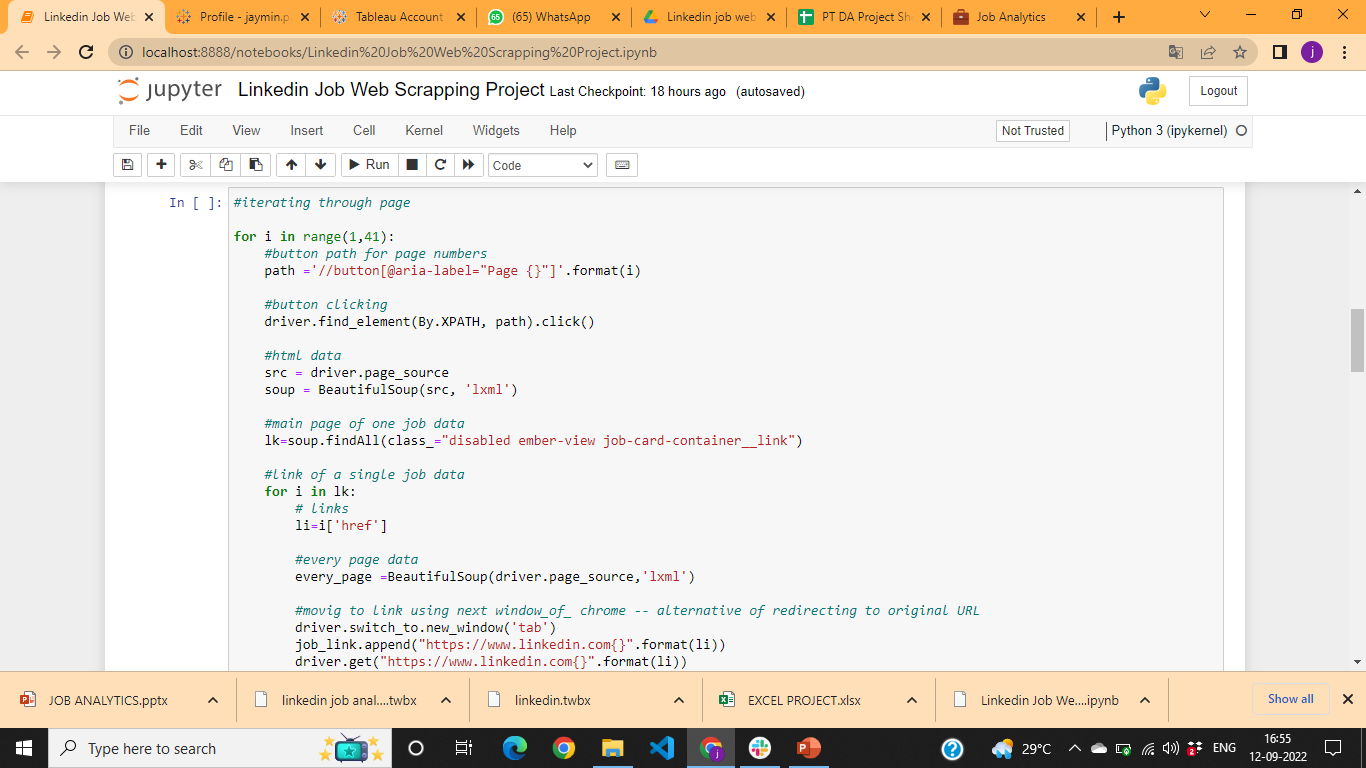 Linkedin Job Web
Profile - jaymin.p
Tableau Account
65
(65) WhatsApp
Linkedin job web
PT DA Project Sh
Job Analytics
localhost:8888/notebooks/Linkedin%20Job%20Web%20Scrapping%20Project.ipynb
j
jupyter Linkedin Job Web Scrapping Project Last Checkpoint: 18 hours ago (autosaved)
Logout
File Edit View Insert Cell Kernel Widgets Help
Not Trusted
Python 3 (ipykernel)
Run
Code
In [ ]:
#iterating through page
for i in range(1,41):
    #button path for page numbers
    path ='//button[@aria-label="Page {}"]'.format(i)
    #button clicking
    driver.find_element(By.XPATH, path).click()
    #html data
    src = driver.page_source
    soup = BeautifulSoup(src, 'lxml')
    #main page of one job data
    lk=soup.findAll(class_="disabled ember-view job-card-container__link")
    #link of a single job data
    for i in lk:
        # links
        li=i['href']
        #every page data
        every_page =BeautifulSoup(driver.page_source,'lxml')
        #movig to link using next window_of_ chrome -- alternative of redirecting to original URL
        driver.switch_to.new_window('tab')
        job_link.append("https://www.linkedin.com{}".format(li))
        driver.get("https://www.linkedin.com{}".format(li))
JOB ANALYTICS.pptx
linkedin job anal....twbx
linkedin.twbx
EXCEL PROJECT.xlsx
Linkedin Job We....ipynb
Show all
Type here to search
29°C
ENG
16:55
12-09-2022